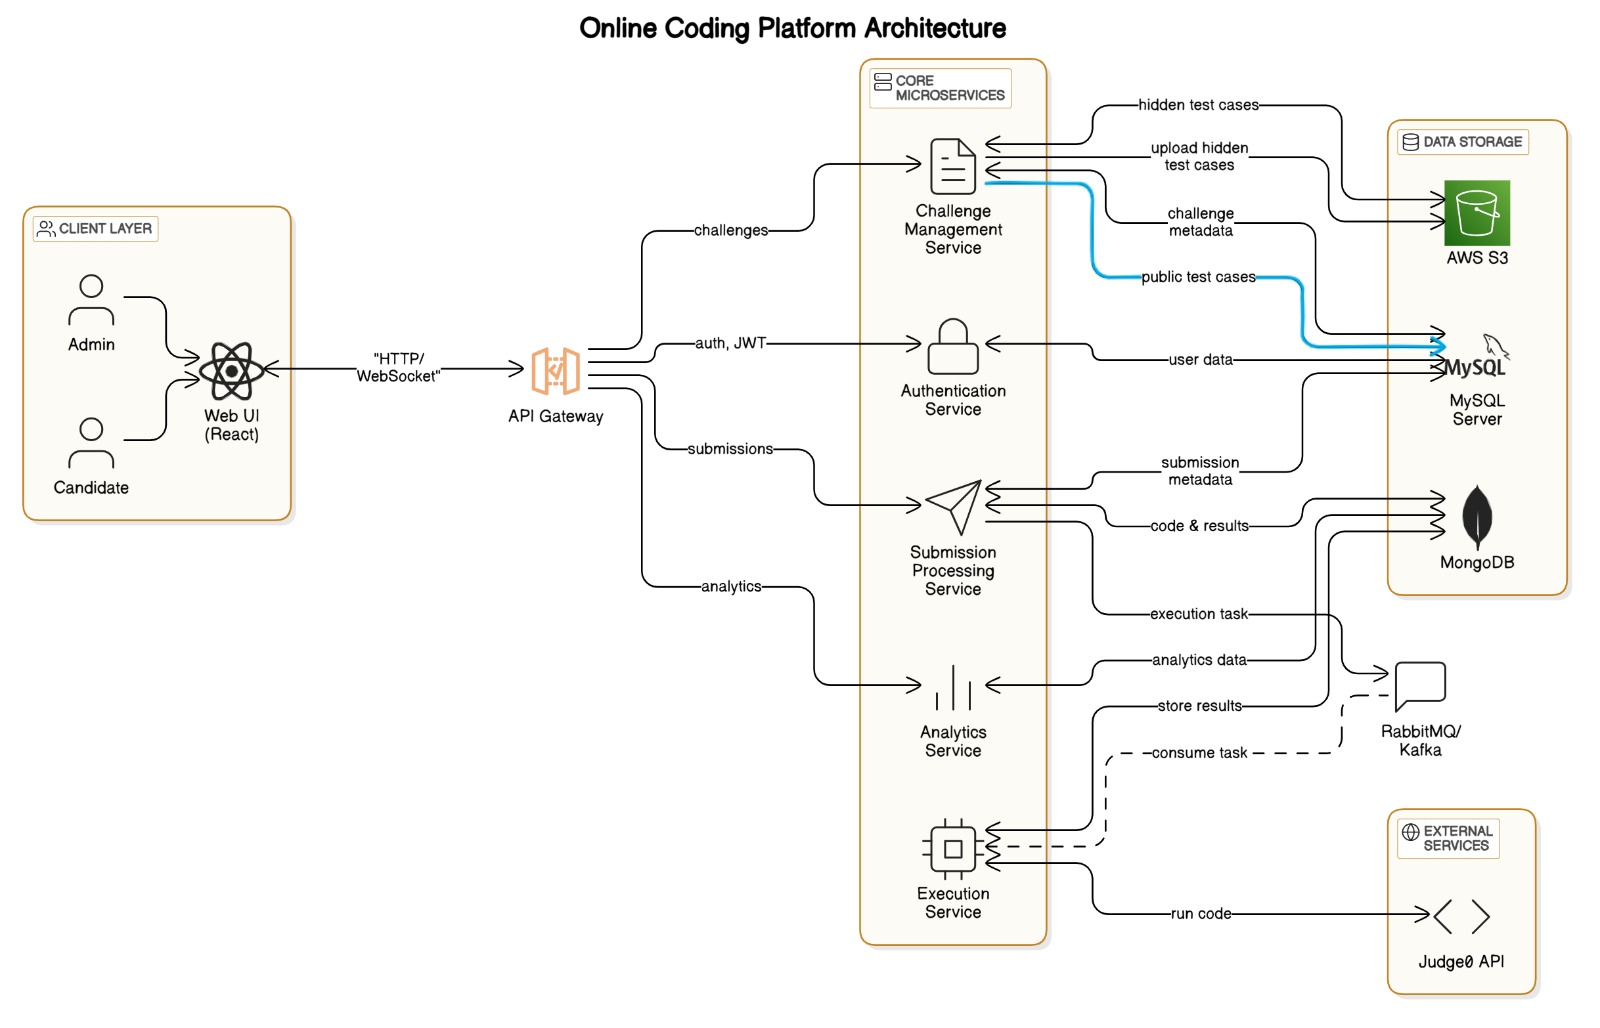 Online Coding Platform Architecture
CORE
MICROSERVICES
hidden test cases
DATA STORAGE
upload hidden
test cases
Challenge
Management
Service
challenge
metadata
AWS S3
CLIENT LAYER
challenges
public test cases
Admin
"HTTP/
WebSocket"
auth, JWT
user data
MySQL
MySQL
Server
Web UI
(React)
API Gateway
Authentication
Service
Candidate
submissions
submission
metadata
code & results
MongoDB
Submission
Processing
Service
analytics
execution task
analytics data
store results
Analytics
Service
RabbitMQ/
Kafka
consume task
EXTERNAL
SERVICES
Execution
Service
run code
Judge0 API